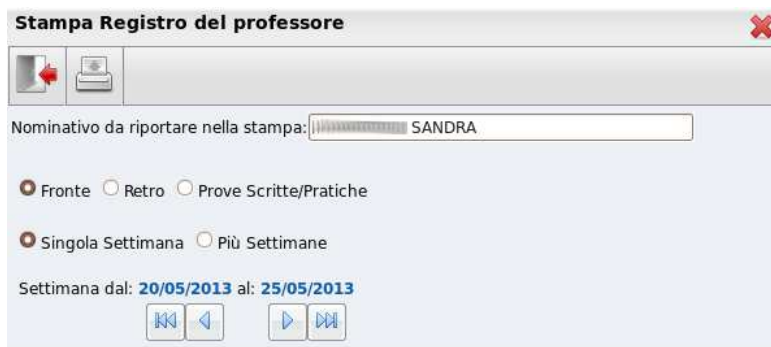 Stampa Registro del professore
Nominativo da riportare nella stampa: SANDRA
Fronte Retro Prove Scritte/Pratiche
Singola Settimana Più Settimane
Settimana dal: 20/05/2013 al: 25/05/2013